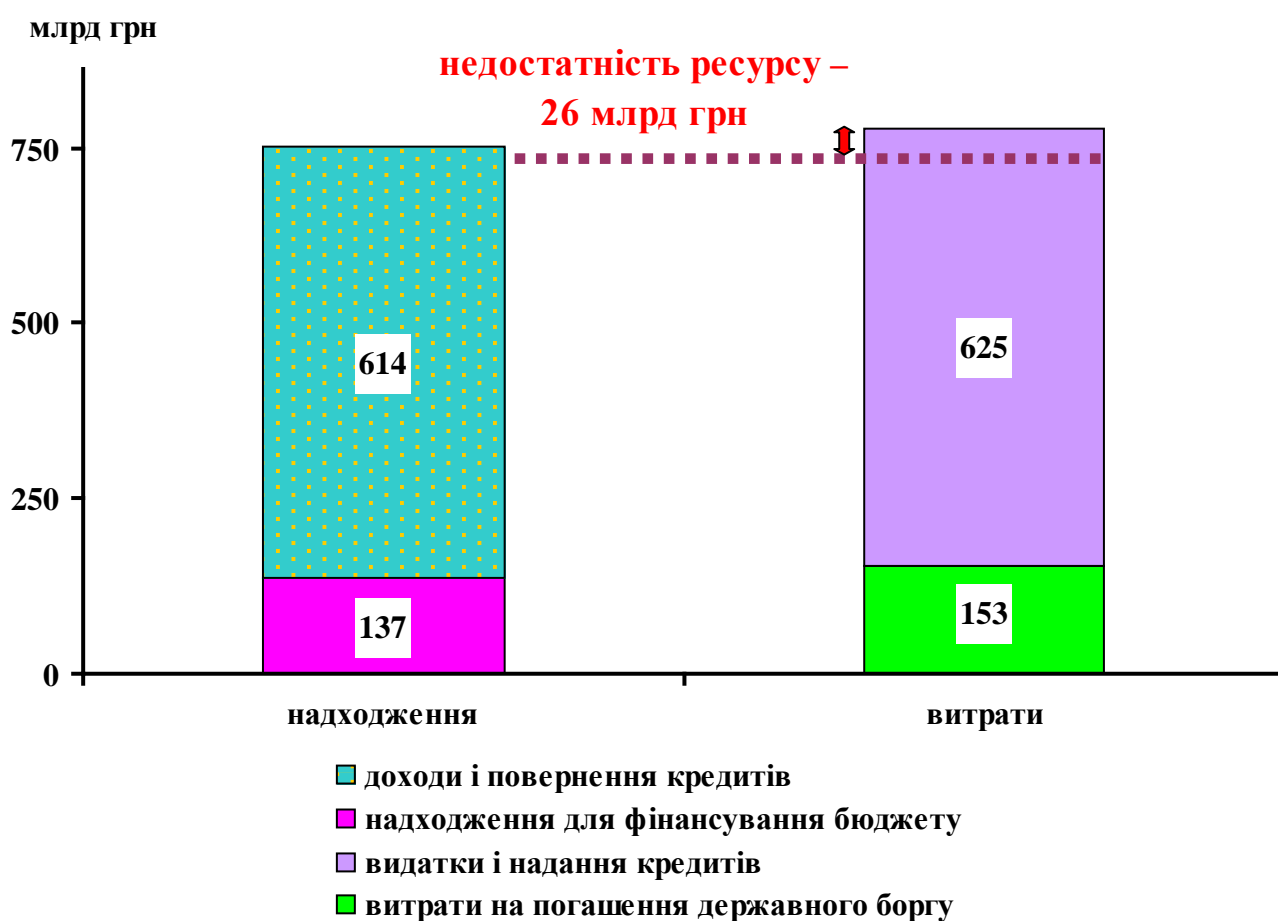 млрд грн
недостатність ресурсу –
26 млрд грн
750
500
250
0
614
137
625
153
надходження
витрати
доходи і повернення кредитів
надходження для фінансування бюджету
видатки і надання кредитів
витрати на погашення державного боргу